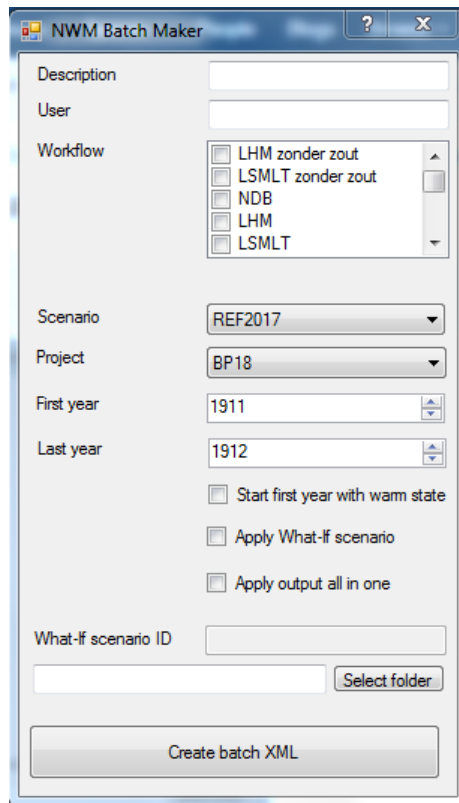 NWM Batch Maker
Description
User
Workflow
LHM zonder zout
LSMLT zonder zout
NDB
LHM
LSMLT
Scenario REF2017
Project BP18
First year 1911
Last year 1912
Start first year with warm state
Apply What-If scenario
Apply output all in one
What-If scenario ID
Select folder
Create batch XML